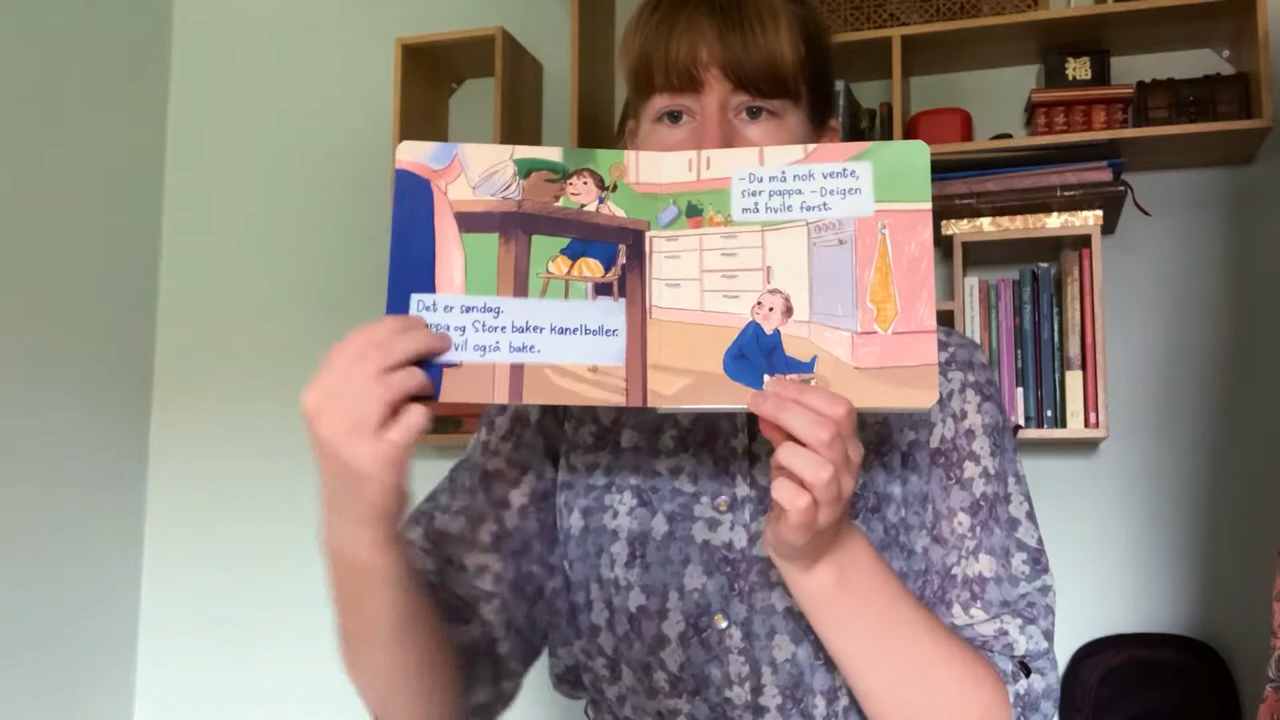 Det er søndag.
og Store baker kanelboller.
vil også bake.
-Du må nok vente,
sier pappa. -Deigen
må hvile først.
福